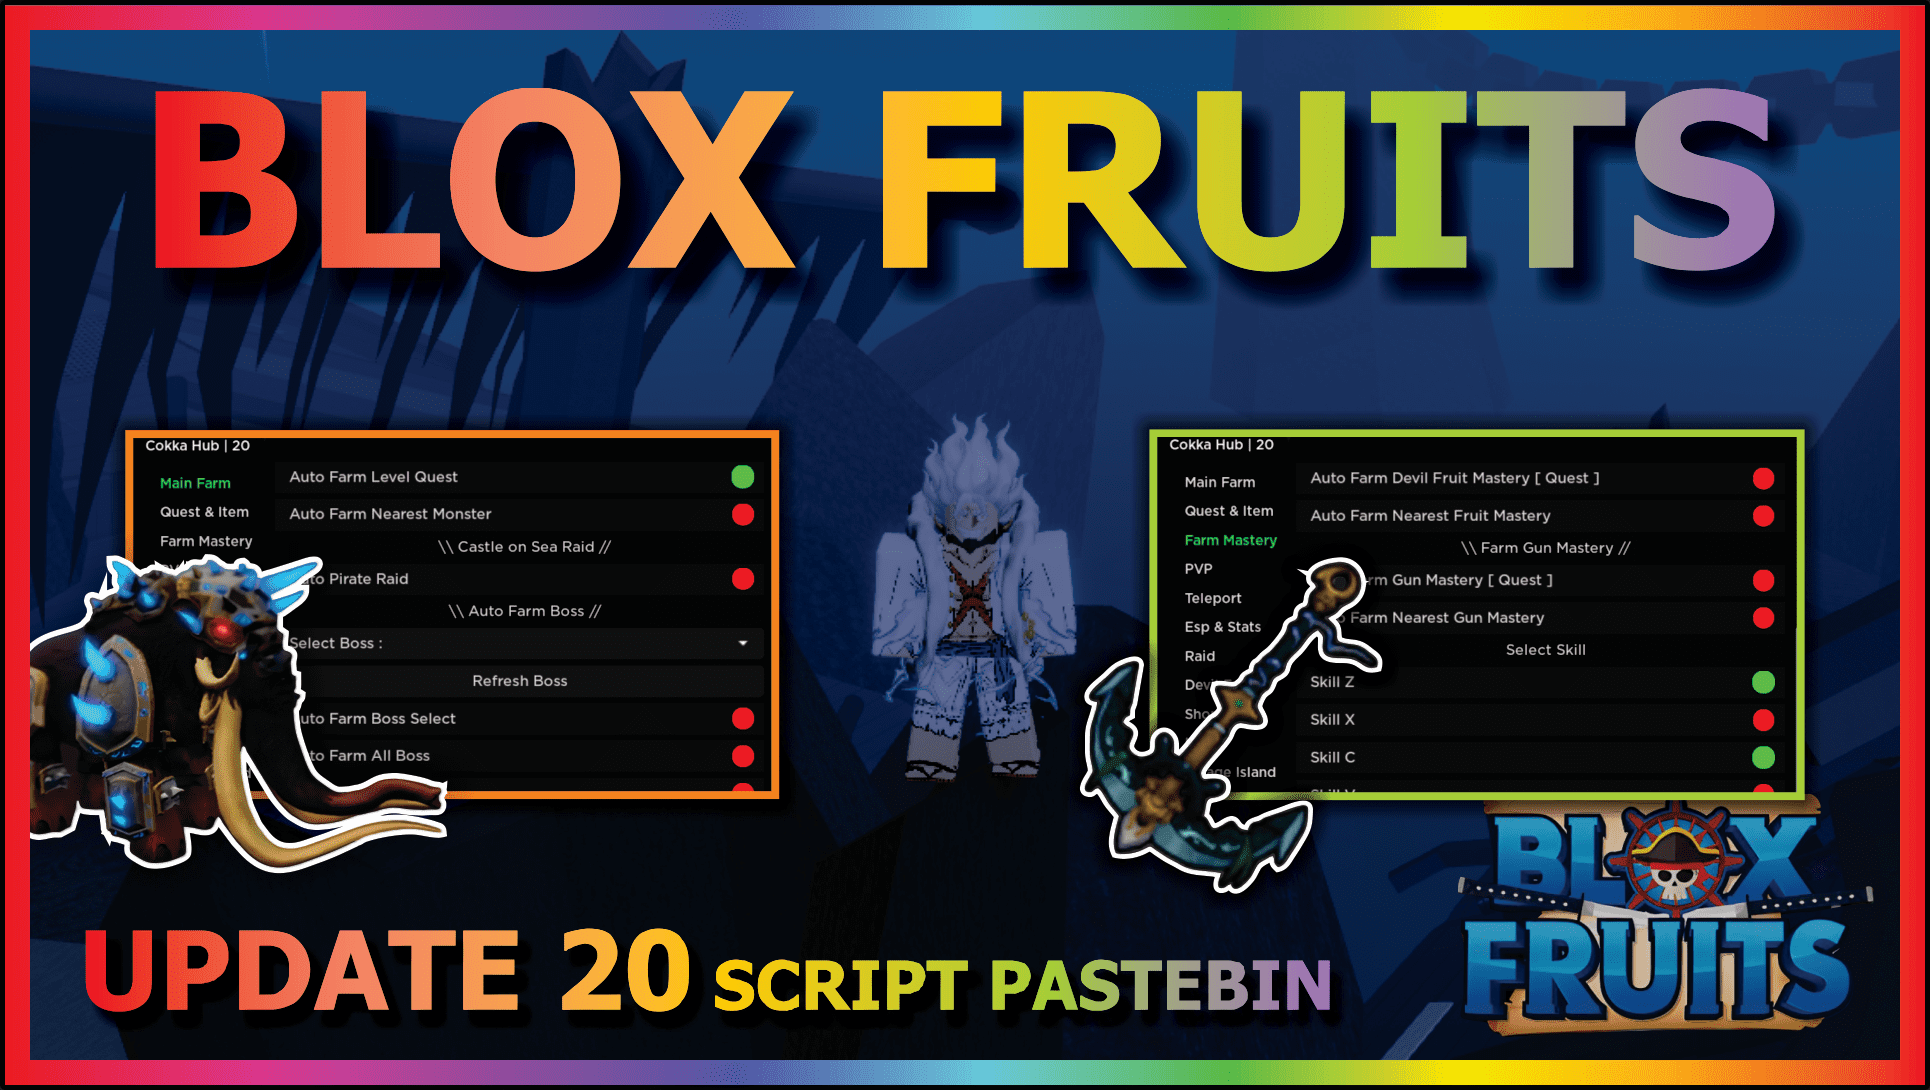 BLOX FRUITS
Cokka Hub | 20
Main Farm
Quest & Item
Farm Mastery
Auto Farm Level Quest
Auto Farm Nearest Monster
\\ Castle on Sea Raid //
Pirate Raid
\\ Auto Farm Boss //
Select Boss :
Refresh Boss
Auto Farm Boss Select
Farm All Boss
Cokka Hub | 20
Main Farm
Quest & Item
Farm Mastery
PVP
Teleport
Esp & Stats
Raid
Island
Auto Farm Devil Fruit Mastery [ Quest ]
Auto Farm Nearest Fruit Mastery
\\ Farm Gun Mastery //
Gun Mastery [ Quest ]
Farm Nearest Gun Mastery
Select Skill
Skill Z
Skill X
Skill C
UPDATE 20 SCRIPT PASTEBIN
BLOX
FRUITS